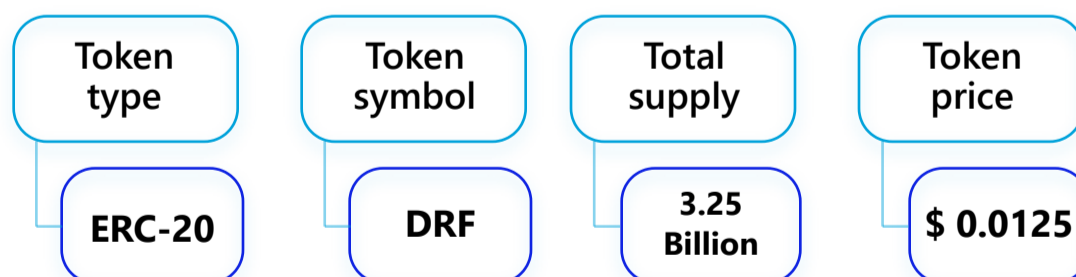 Token
type
ERC-20
Token
symbol
DRF
Total
supply
3.25
Billion
Token
price
$ 0.0125